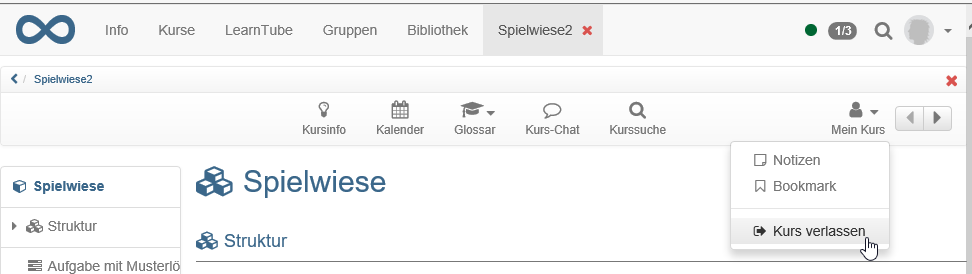 Info Kurse LearnTube Gruppen Bibliothek Spielwiese2 1/3
/ Spielwiese2
Kursinfo Kalender Glossar Kurs-Chat Kurssuche Mein Kurs
Notizen
Bookmark
Kurs verlassen
Spielwiese
Struktur
Aufgabe mit Musterlö
Spielwiese
Struktur